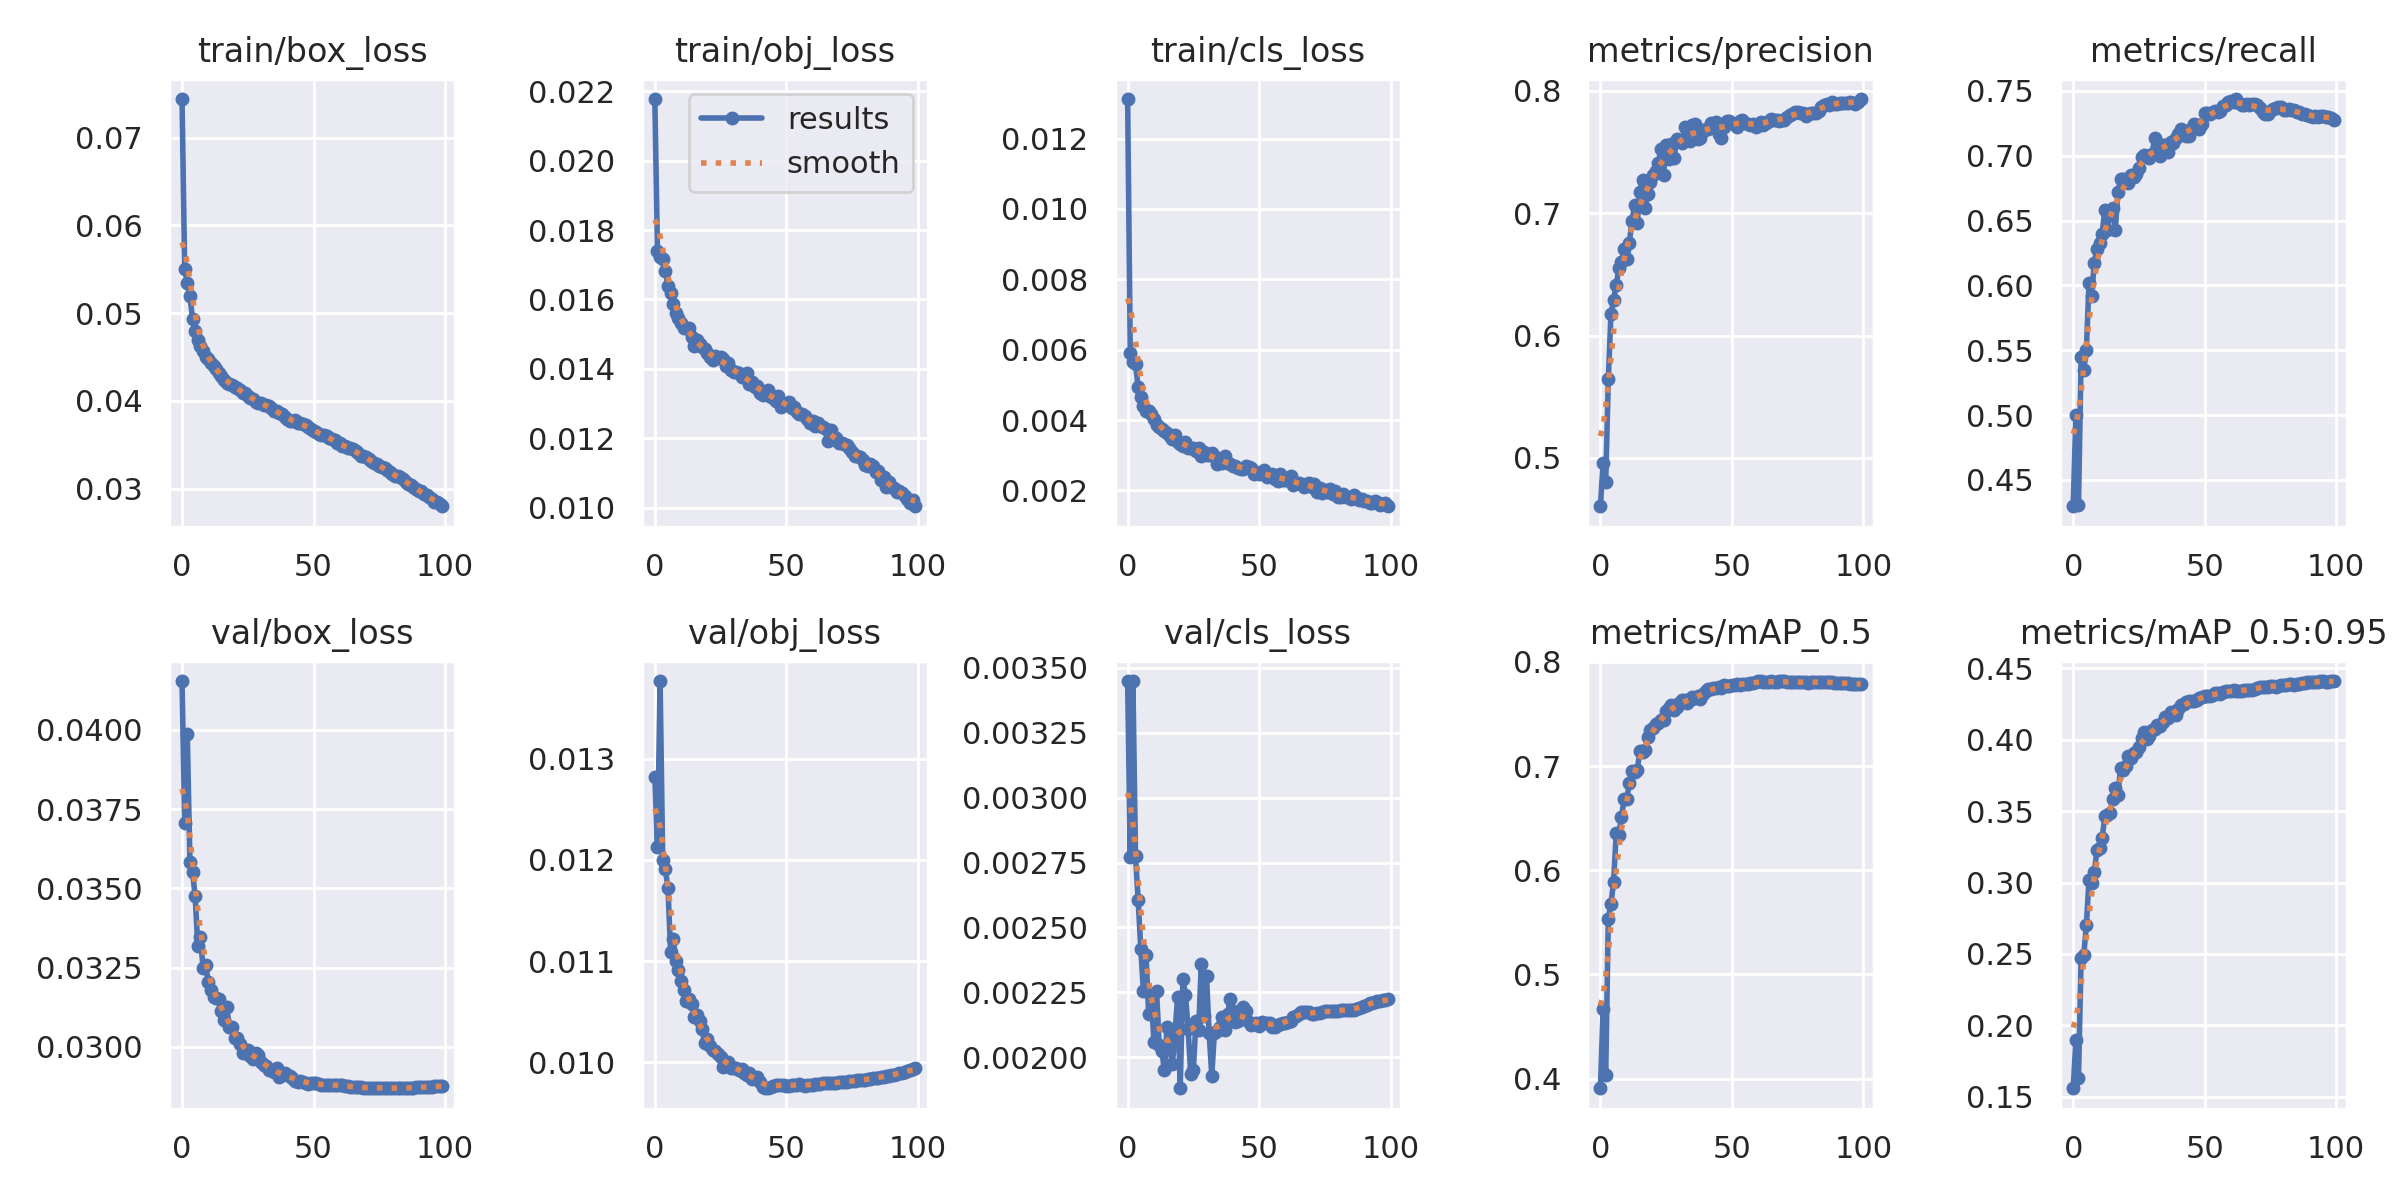 train/box_loss
0.07
0.06
0.05
0.04
0.03
0 50 100
train/obj_loss
0.022
0.020
0.018
0.016
0.014
0.012
0.010
results
smooth
0 50 100
train/cls_loss
0.012
0.010
0.008
0.006
0.004
0.002
0 50 100
metrics/precision
0.8
0.7
0.6
0.5
0 50 100
metrics/recall
0.75
0.70
0.65
0.60
0.55
0.50
0.45
0 50 100
val/box_loss
0.0400
0.0375
0.0350
0.0325
0.0300
0 50 100
val/obj_loss
0.013
0.012
0.011
0.010
0 50 100
val/cls_loss
0.00350
0.00325
0.00300
0.00275
0.00250
0.00225
0.00200
0 50 100
metrics/mAP_0.5
0.8
0.7
0.6
0.5
0.4
0 50 100
metrics/mAP_0.5:0.95
0.45
0.40
0.35
0.30
0.25
0.20
0.15
0 50 100